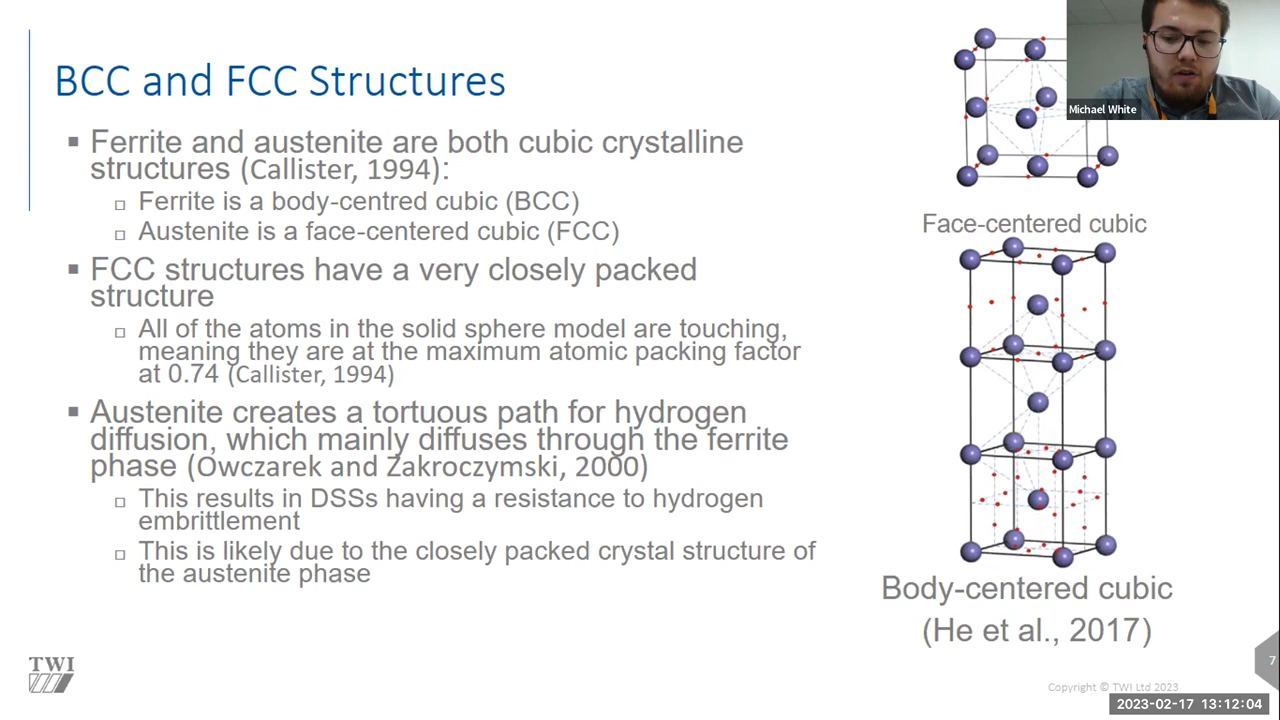 BCC and FCC Structures
Ferrite and austenite are both cubic crystalline
structures (Callister, 1994):
Ferrite is a body-centred cubic (BCC)
Austenite is a face-centered cubic (FCC)
FCC structures have a very closely packed
structure
All of the atoms in the solid sphere model are touching,
meaning they are at the maximum atomic packing factor
at 0.74 (Callister, 1994)
Austenite creates a tortuous path for hydrogen
diffusion, which mainly diffuses through the ferrite
phase (Owczarek and Zakroczymski, 2000)
This results in DSSs having a resistance to hydrogen
embrittlement
This is likely due to the closely packed crystal structure of
the austenite phase
Michael White
Face-centered cubic
Body-centered cubic
(He et al., 2017)
TWI
7
Copyright © TWI Ltd 2023
2023-02-17 13:12:04